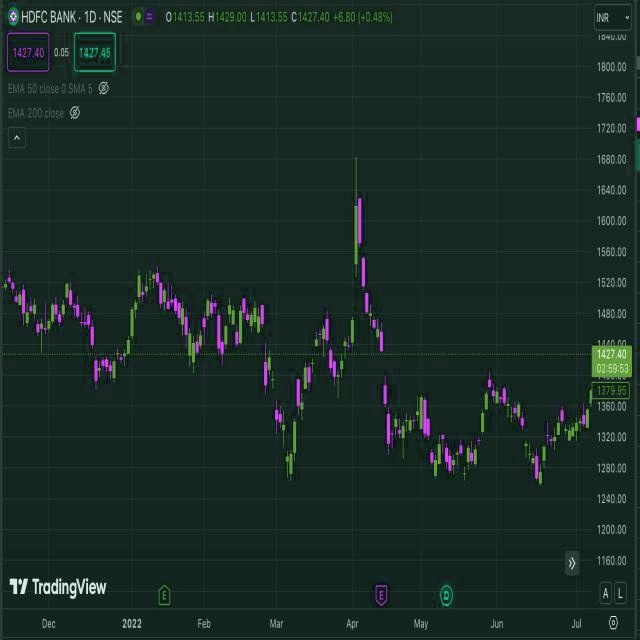 HDFC BANK · 1D · NSE O1413.55 H1429.00 L1413.55 C1427.40 +6.80 (+0.48%) INR
1427.40 0.05 1427.45
EMA 50 close 0 SMA 5
EMA 200 close
1840.00
1800.00
1760.00
1720.00
1680.00
1640.00
1600.00
1560.00
1520.00
1480.00
1440.00
1427.40
02:59:53
1379.95
1360.00
1320.00
1280.00
1240.00
1200.00
1160.00
TradingView
E E D A L
Dec 2022 Feb Mar Apr May Jun Jul